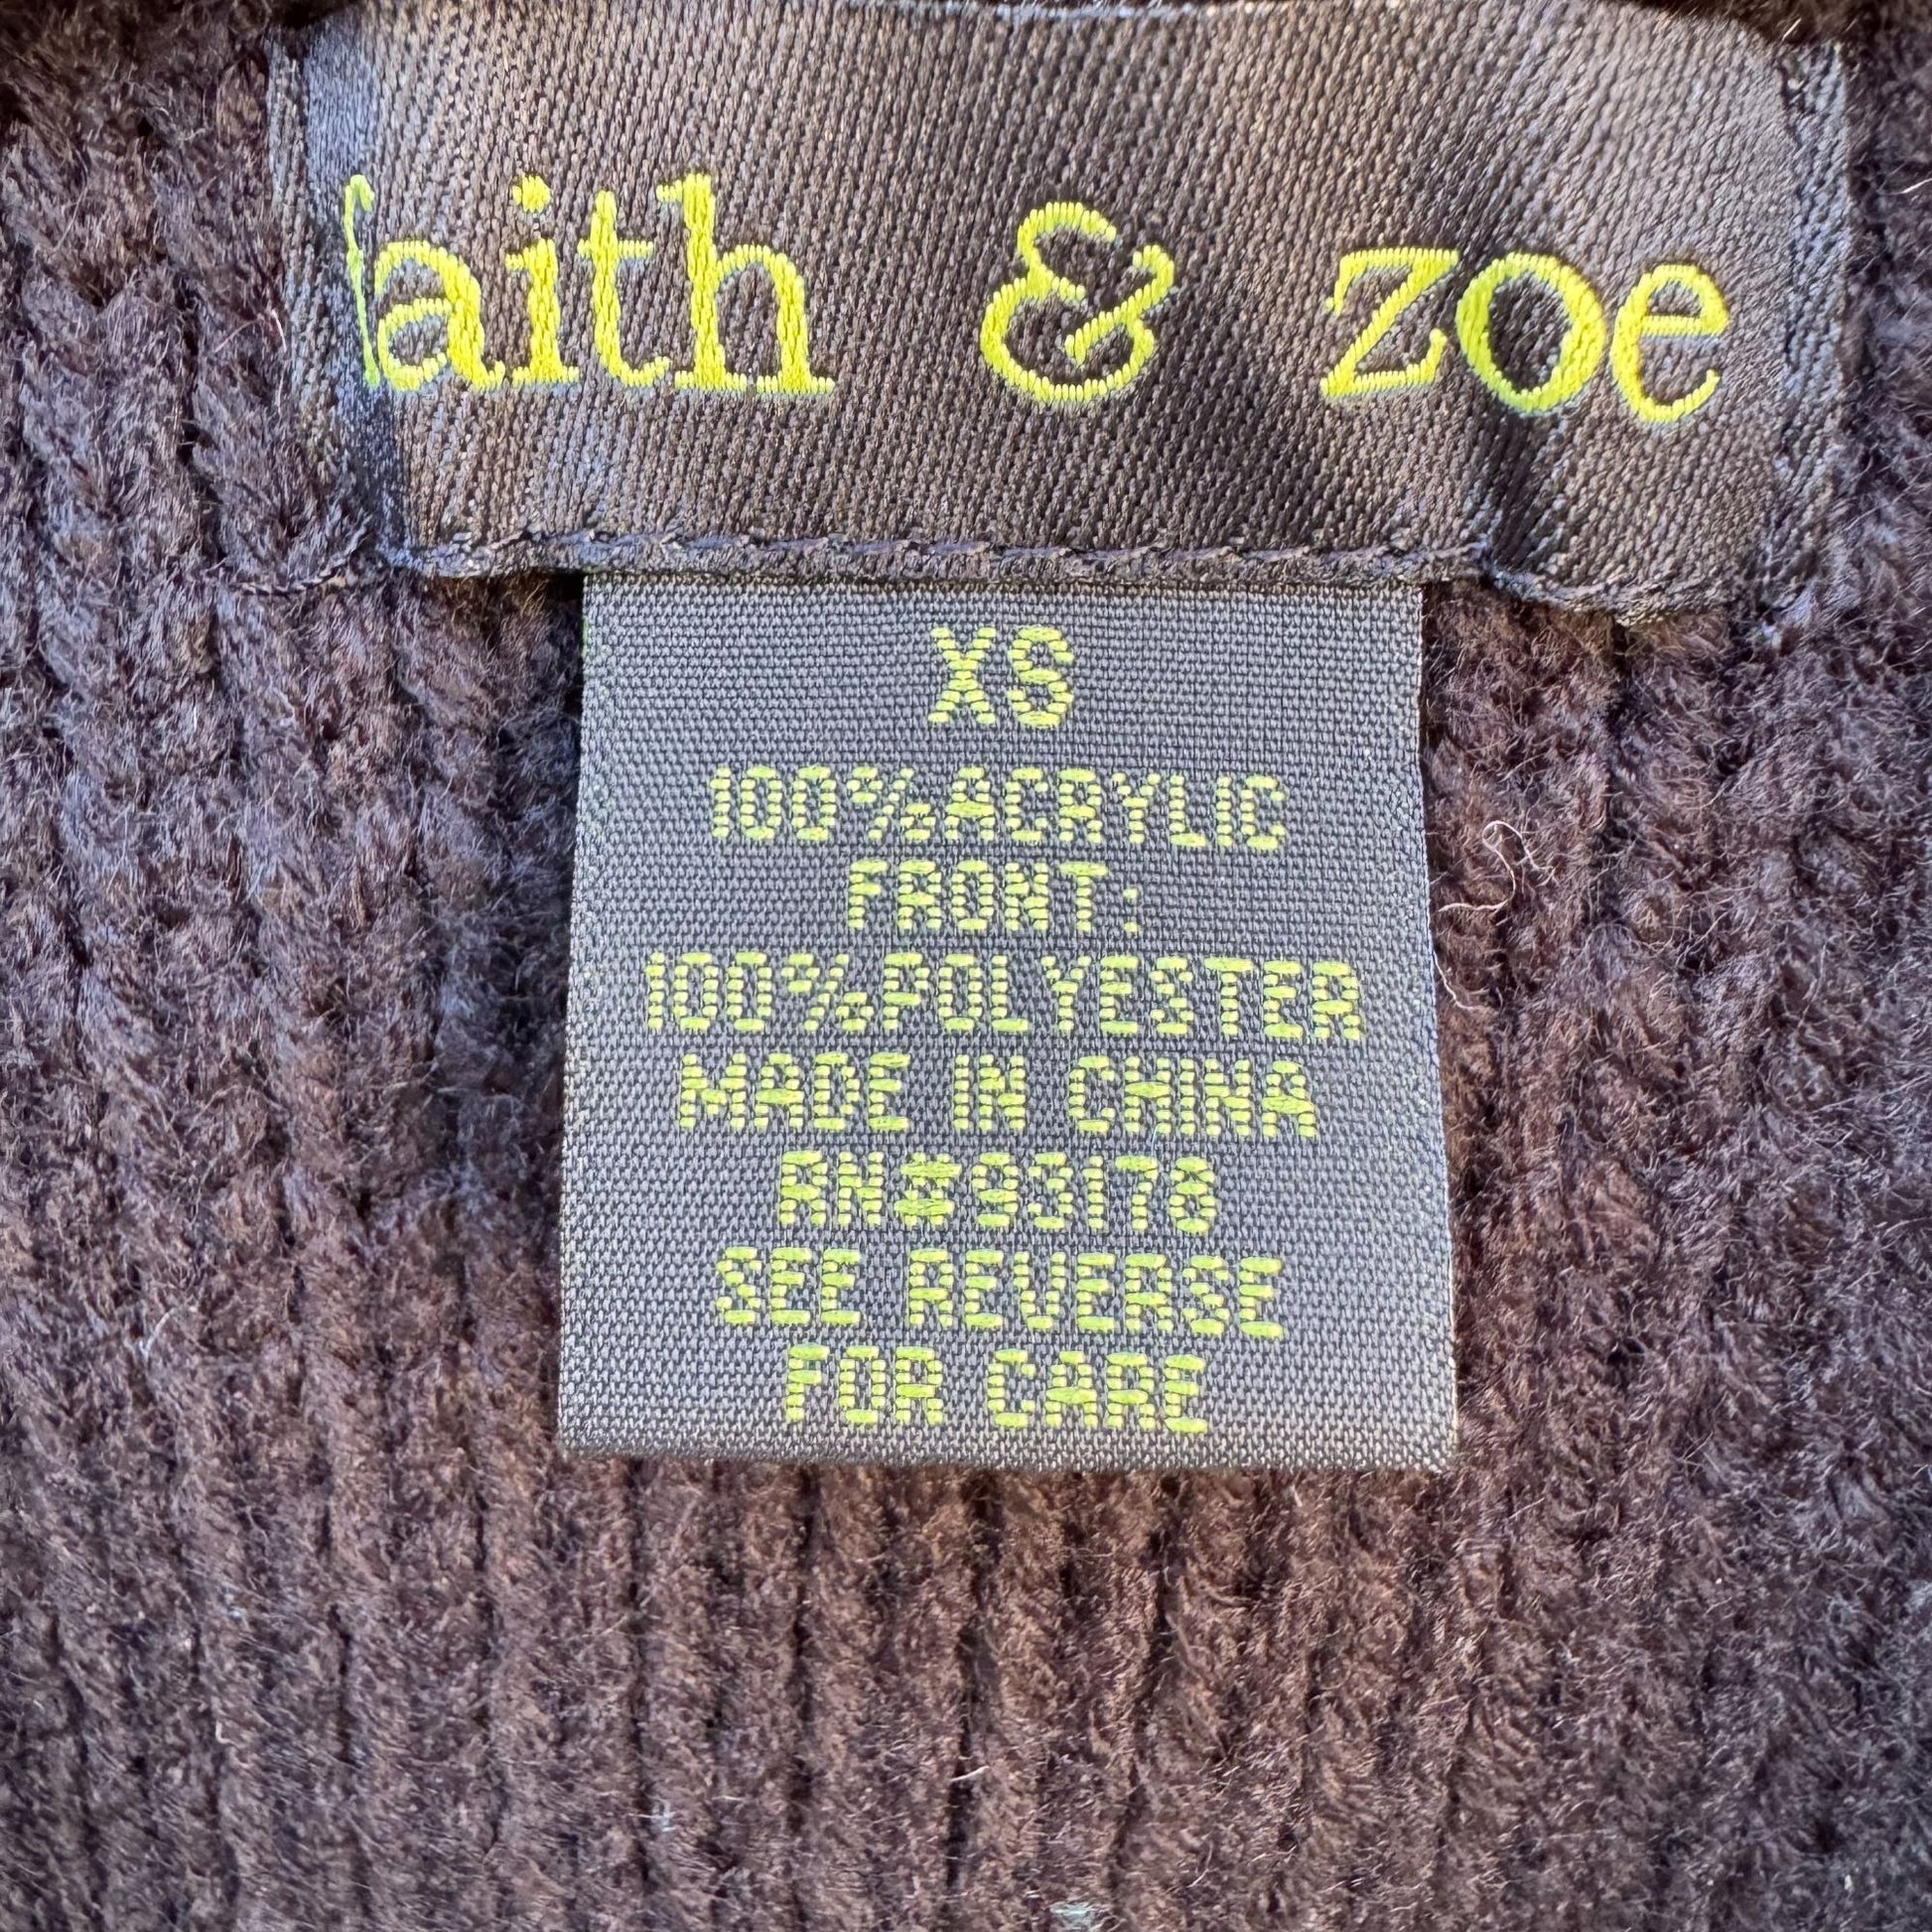 faith & zoe
XS
100%ACRYLIC
FRONT:
100%POLYESTER
MADE IN CHINA
RN#93178
SEE REVERSE
FOR CARE